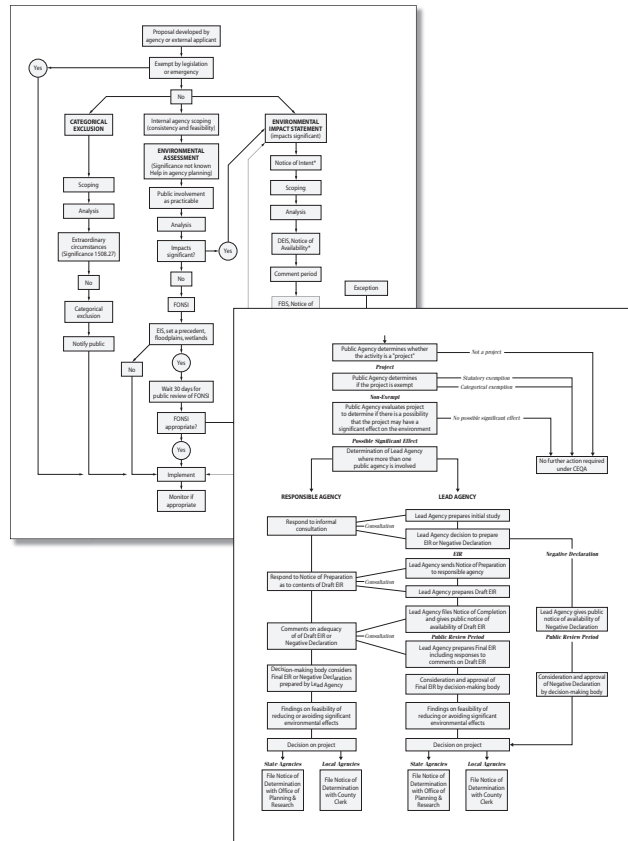 Proposal developed by
agency or external applicant
Yes
Exempt by legislation
or emergency
No
CATEGORICAL
EXCLUSION
Scoping
Analysis
Extraordinary
circumstances
(Significance 1508.27)
No
Categorical
exclusion
Notify public
Internal agency scoping
(consistency and feasibility)
ENVIRONMENTAL
ASSESSMENT
(Significance not known
Help in agency planning)
Public involvement
as practicable
Analysis
Impacts
significant?
Yes
No
FONSI
EIS, set a precedent,
floodplains, wetlands
No
Yes
Wait 30 days for
public review of FONSI
FONSI
appropriate?
Yes
Implement
Monitor if
appropriate
ENVIRONMENTAL
IMPACT STATEMENT
(impacts significant)
Notice of Intent*
Scoping
Analysis
DEIS, Notice of
Availability*
Comment period
FEIS, Notice of
Exception
Public Agency determines whether
the activity is a "project"
Not a project
Project
Public Agency determines
if the project is exempt
Statutory exemption
Categorical exemption
Non-Exempt
Public Agency evaluates project
to determine if there is a possibility
that the project may have a
significant effect on the environment
No possible significant effect
Possible Significant Effect
Determination of Lead Agency
where more than one
public agency is involved
No further action required
under CEQA
RESPONSIBLE AGENCY
LEAD AGENCY
Respond to informal
consultation
Consultation
Lead Agency prepares initial study
Lead Agency decision to prepare
EIR or Negative Declaration
EIR
Negative Declaration
Respond to Notice of Preparation
as to contents of Draft EIR
Consultation
Lead Agency sends Notice of Preparation
to responsible agency
Lead Agency prepares Draft EIR
Comments on adequacy
of of Draft EIR or
Negative Declaration
Consultation
Lead Agency files Notice of Completion
and gives public notice of
availability of Draft EIR
Public Review Period
Lead Agency gives public
notice of availability of
Negative Declaration
Public Review Period
Lead Agency prepares Final EIR
including responses to
comments on Draft EIR
Decision-making body considers
Final EIR or Negative Declaration
prepared by Lead Agency
Consideration and approval of
Final EIR by decision-making body
Consideration and approval
of Negative Declaration
by decision-making body
Findings on feasibility of
reducing or avoiding significant
environmental effects
Findings on feasibility of
reducing or avoiding significant
environmental effects
Decision on project
Decision on project
State Agencies
Local Agencies
State Agencies
Local Agencies
File Notice of
Determination
with Office of
Planning &
Research
File Notice of
Determination
with County
Clerk
File Notice of
Determination
with Office of
Planning &
Research
File Notice of
Determination
with County
Clerk